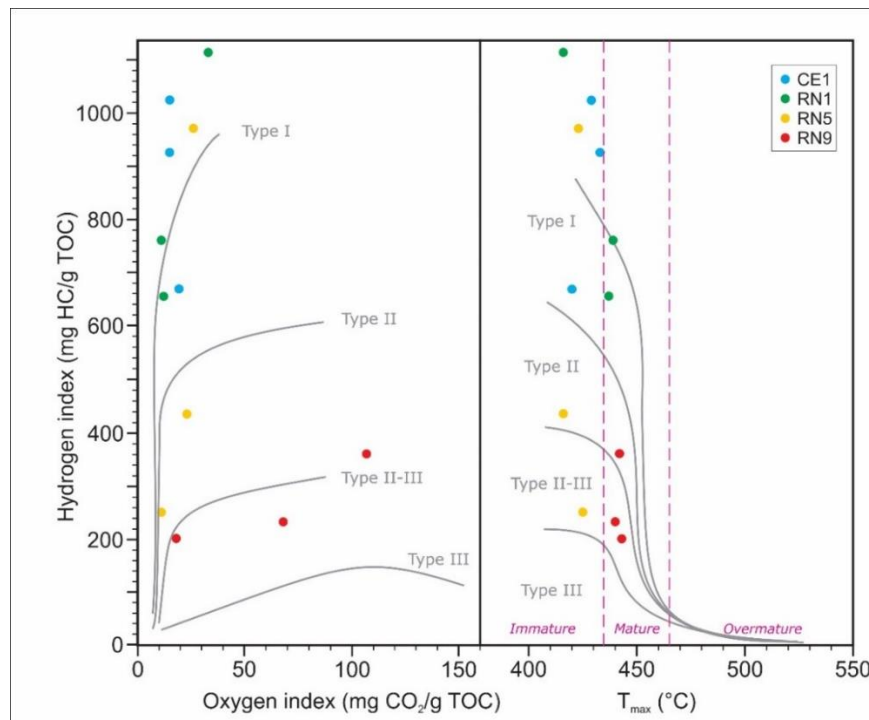 Hydrogen index (mg HC/g TOC)
1000
800
600
400
200
0
Type I
Type II
Type II-III
Type III
0 50 100 150
Oxygen index (mg CO₂/g TOC)
CE1
RN1
RN5
RN9
Type I
Type II
Type II-III
Type III
Immature Mature Overmature
400 450 500 550
Tmax (°C)